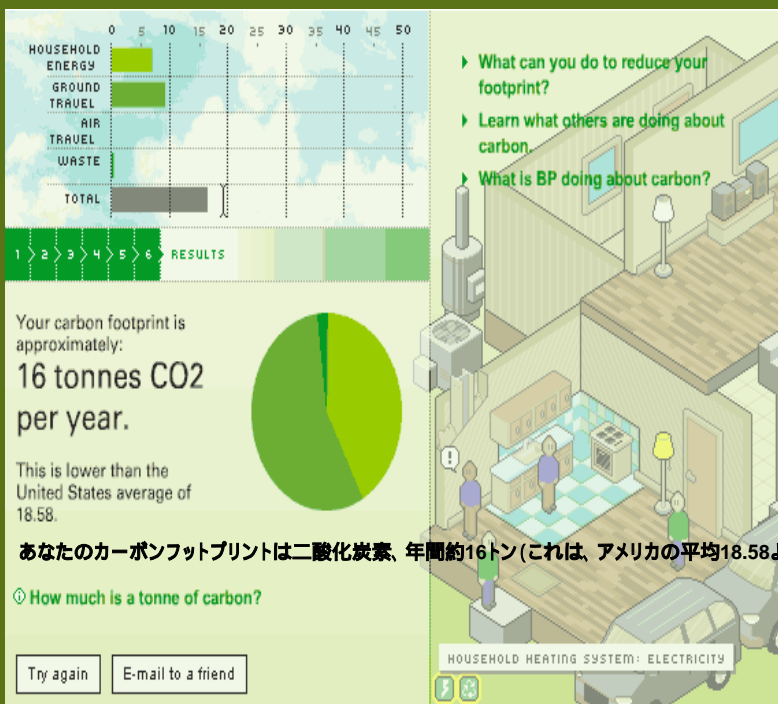 0 5 10 15 20 25 30 35 40 45 50
HOUSEHOLD
ENERGY
GROUND
TRAVEL
AIR
TRAVEL
WASTE
TOTAL
1 2 3 4 5 6 RESULTS
Your carbon footprint is
approximately:
16 tonnes CO2
per year.
This is lower than the
United States average of
18.58.
あなたのカーボンフットプリントは二酸化炭素、年間約16トン(これは、アメリカの平均18.58よ
How much is a tonne of carbon?
Try again
E-mail to a friend
What can you do to reduce your
footprint?
Learn what others are doing about
carbon.
What is BP doing about carbon?
!
HOUSEHOLD HEATING SYSTEM: ELECTRICITY